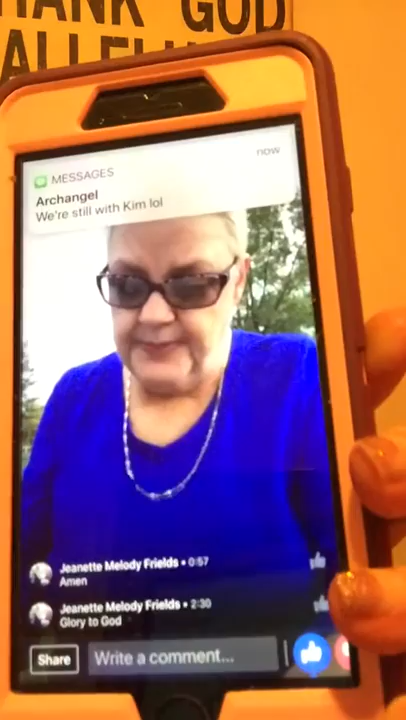 THANK GOD
MESSAGES
now
Archangel
We're still with Kim lol
Jeanette Melody Frields • 0:57
Amen
Jeanette Melody Frields • 2:30
Glory to God
Share
Write a comment...